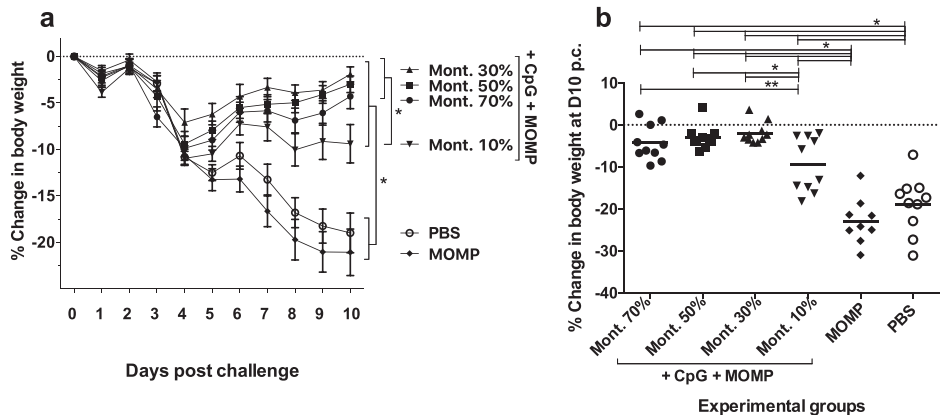 a
% Change in body weight
0
-5
-10
-15
-20
0 1 2 3 4 5 6 7 8 9 10
Days post challenge
Mont. 30%
Mont. 50%
Mont. 70%
Mont. 10%
+ CpG + MOMP
*
*
PBS
MOMP
b
% Change in body weight at D10 p.c.
*
*
*
**
10
0
-10
-20
-30
-40
Mont. 70%
Mont. 50%
Mont. 30%
Mont. 10%
MOMP
PBS
+ CpG + MOMP
Experimental groups